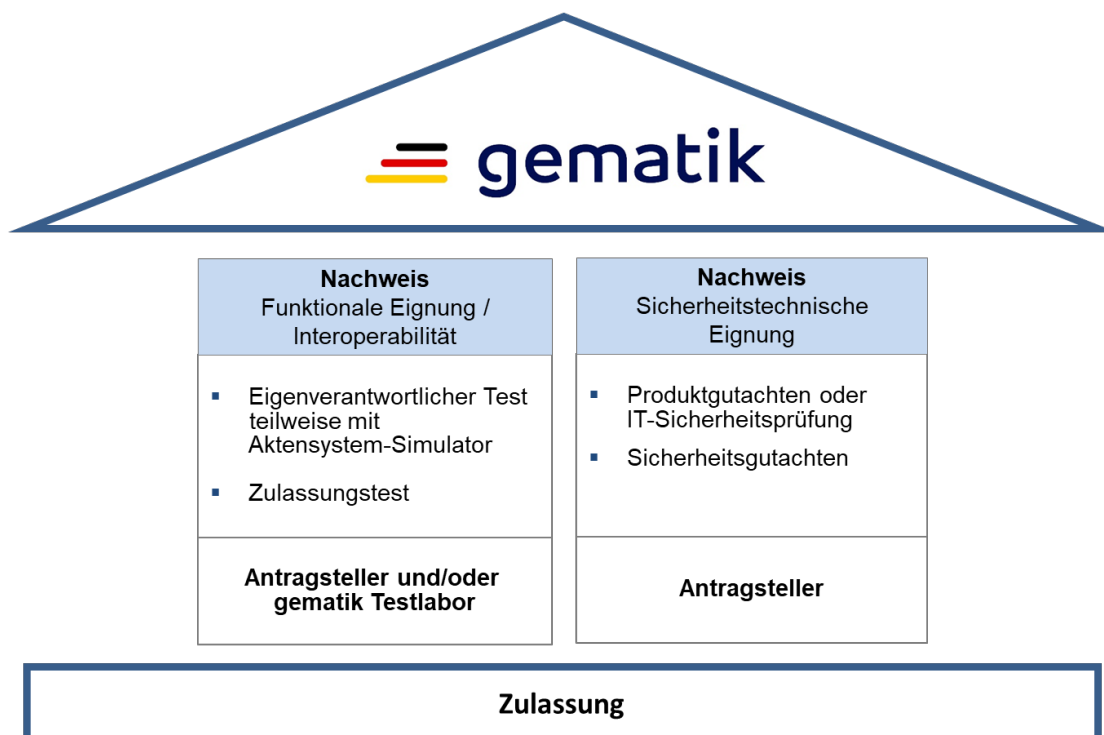 gematik
Nachweis
Funktionale Eignung /
Interoperabilität
▪ Eigenverantwortlicher Test
teilweise mit
Aktensystem-Simulator
▪ Zulassungstest
Antragsteller und/oder
gematik Testlabor
Nachweis
Sicherheitstechnische
Eignung
▪ Produktgutachten oder
IT-Sicherheitsprüfung
▪ Sicherheitsgutachten
Antragsteller
Zulassung